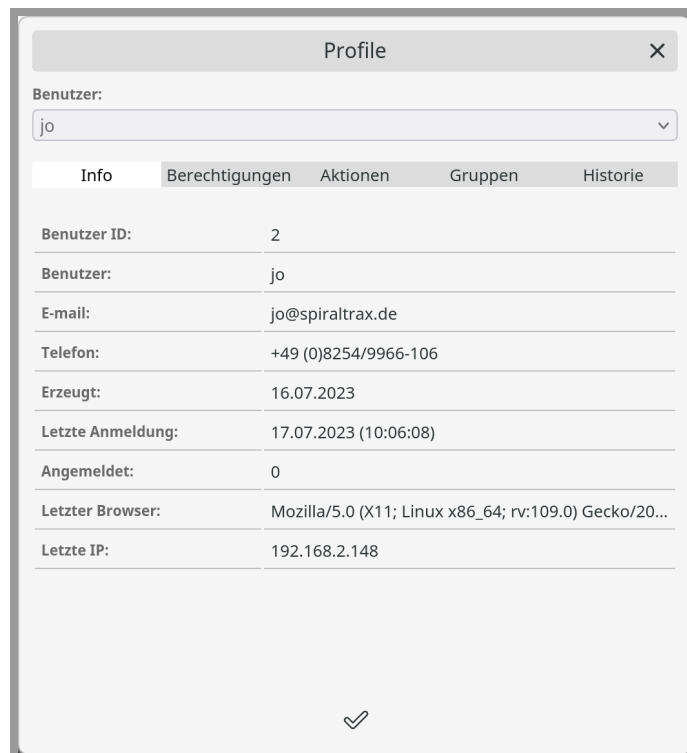 Profile
Benutzer:
jo
Info Berechtigungen Aktionen Gruppen Historie
Benutzer ID: 2
Benutzer: jo
E-mail: jo@spiraltrax.de
Telefon: +49 (0)8254/9966-106
Erzeugt: 16.07.2023
Letzte Anmeldung: 17.07.2023 (10:06:08)
Angemeldet: 0
Letzter Browser: Mozilla/5.0 (X11; Linux x86_64; rv:109.0) Gecko/20...
Letzte IP: 192.168.2.148